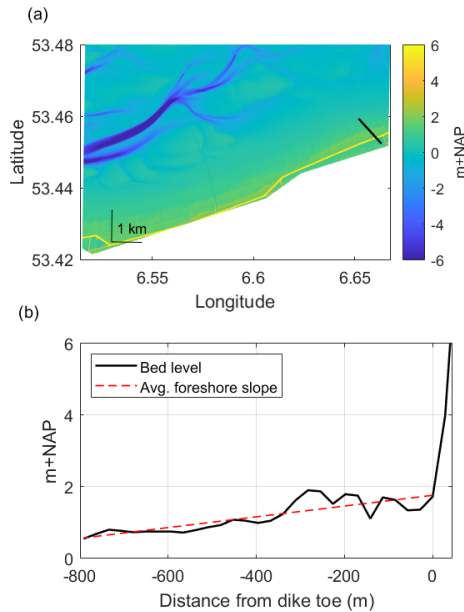 (a)
53.48
53.46
53.44
53.42
Latitude
1 km
6.55
6.6
6.65
Longitude
6
4
2
0
-2
-4
-6
m+NAP
(b)
6
4
2
0
m+NAP
Bed level
Avg. foreshore slope
-800
-600
-400
-200
0
Distance from dike toe (m)